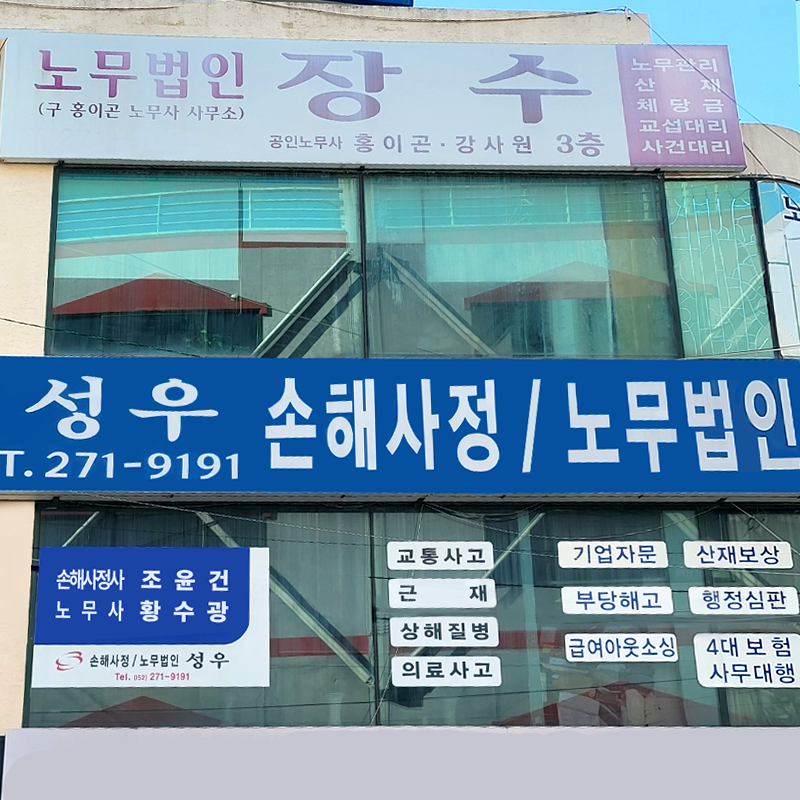 노무법인 장수
(구 홍이곤 노무사 사무소)
공인노무사 홍이곤·강사원 3층
노무관리
산재
체당금
교섭대리
사건대리
노
성우 손해사정/노무법인
T. 271-9191
손해사정사 조윤건
노무사 황수광
손해사정/노무법인 성우
Tel. 052) 271-9191
교통사고
근재
상해질병
의료사고
기업자문
산재보상
부당해고
행정심판
급여아웃소싱
4대보험
사무대행